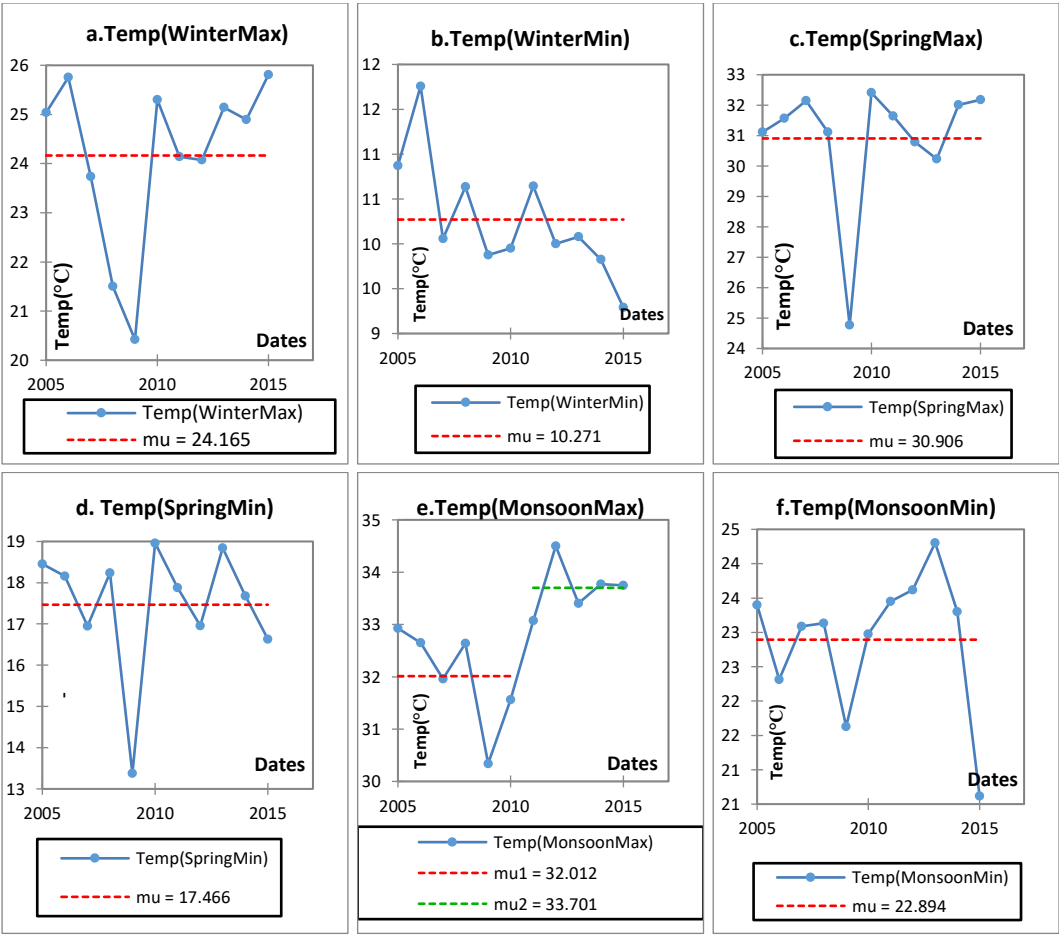 a.Temp(WinterMax)
26
25
24
23
22
21
20
Temp(°C)
Dates
2005 2010 2015
Temp(WinterMax)
mu = 24.165
b.Temp(WinterMin)
12
12
11
11
10
10
9
Temp(°C)
Dates
2005 2010 2015
Temp(WinterMin)
mu = 10.271
c.Temp(SpringMax)
33
32
31
30
29
28
27
26
25
24
Temp(°C)
Dates
2005 2010 2015
Temp(SpringMax)
mu = 30.906
d. Temp(SpringMin)
19
18
17
16
15
14
13
'
Dates
2005 2010 2015
Temp(SpringMin)
mu = 17.466
e.Temp(MonsoonMax)
35
34
33
32
31
30
Temp(°C)
Dates
2005 2010 2015
Temp(MonsoonMax)
mu1 = 32.012
mu2 = 33.701
f.Temp(MonsoonMin)
25
24
24
23
23
22
22
21
21
Temp(°C)
Dates
2005 2010 2015
Temp(MonsoonMin)
mu = 22.894